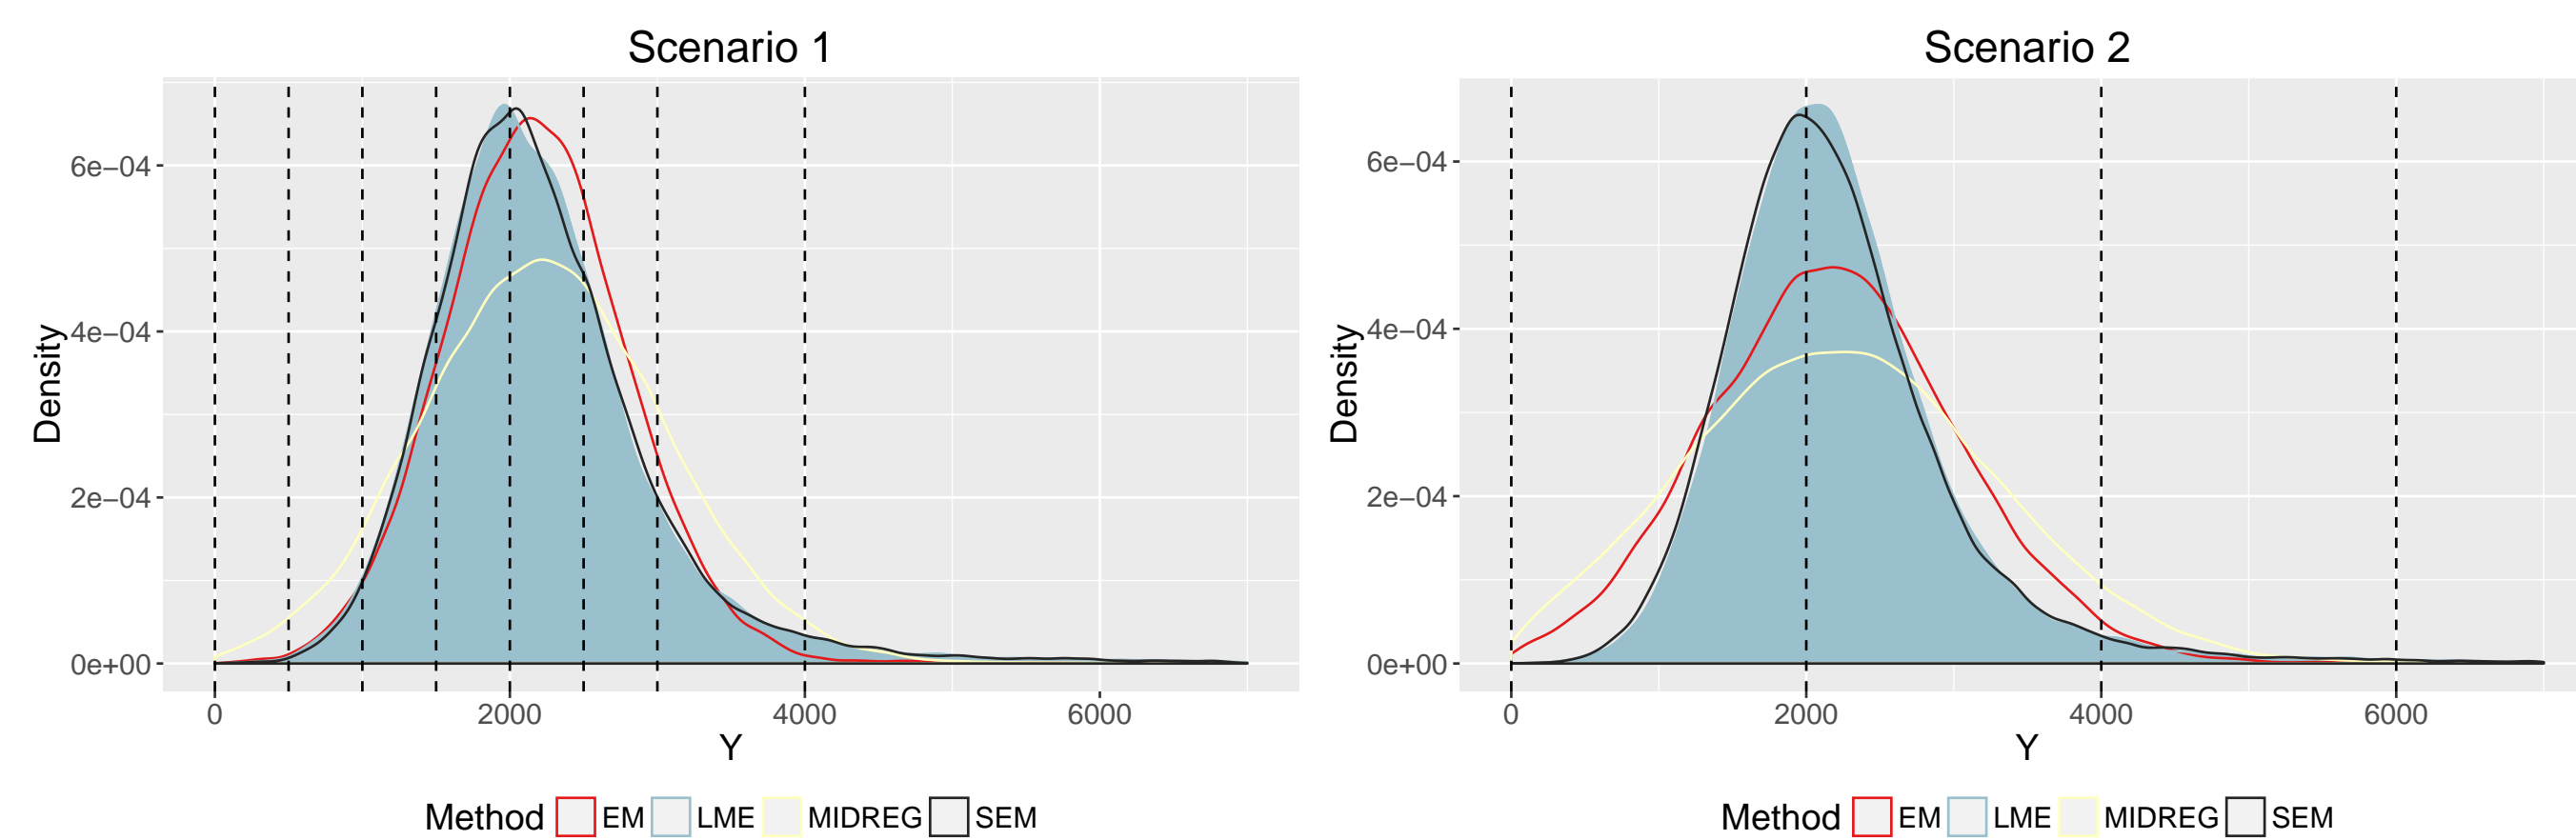 Scenario 1
Density
6e−04
4e−04
2e−04
0e+00
0 2000 4000 6000
Y
Method EM LME MIDREG SEM
Scenario 2
Density
6e−04
4e−04
2e−04
0e+00
0 2000 4000 6000
Y
Method EM LME MIDREG SEM